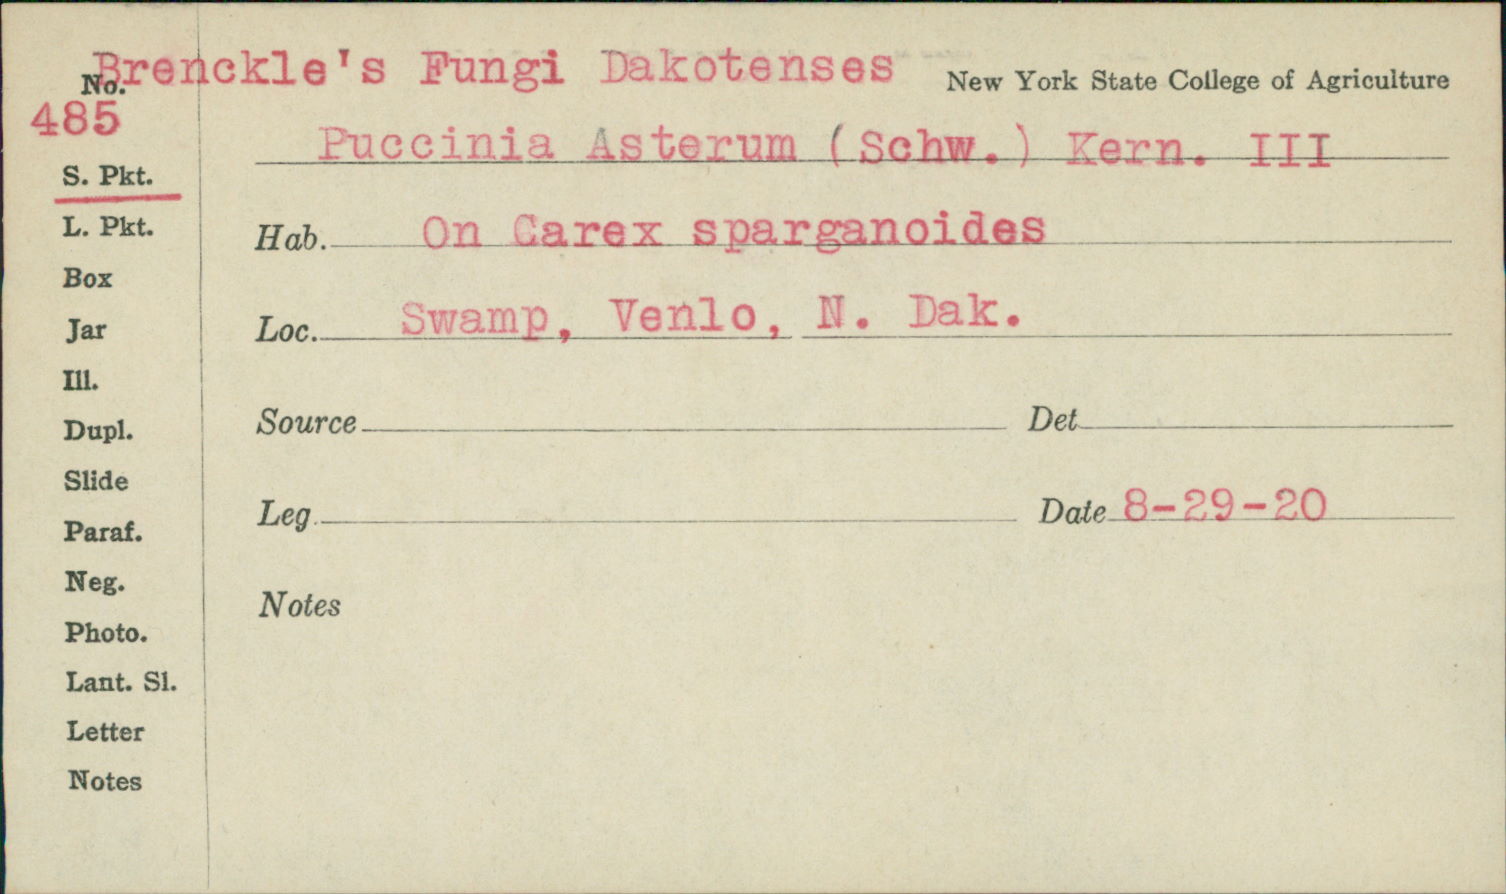 Brenckle's Fungi Dakotenses
No. New York State College of Agriculture
485
Puccinia Asterum (Schw.) Kern. III
S. Pkt.
L. Pkt.
Hab. On Carex sparganoides
Box
Loc. Swamp, Venlo, N. Dak.
Jar
Ill.
Source Det
Dupl.
Slide
Leg. Date 8-29-20
Paraf.
Neg.
Notes
Photo.
Lant. Sl.
Letter
Notes